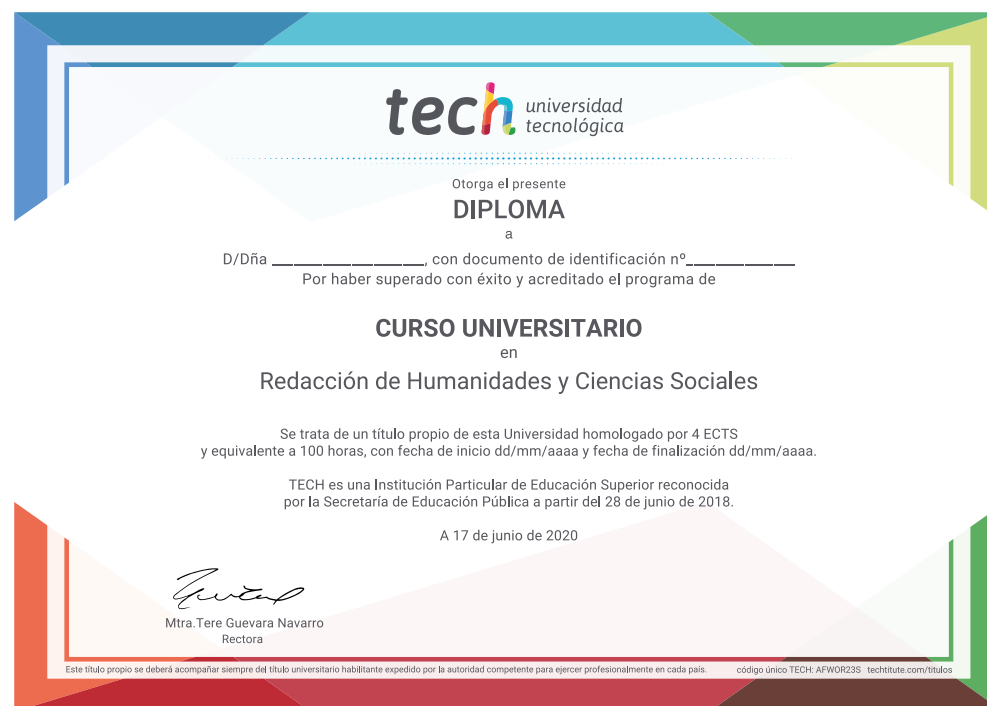 tech universidad
tecnológica
Otorga el presente
DIPLOMA
a
D/Dña ____________________, con documento de identificación nº______________
Por haber superado con éxito y acreditado el programa de
CURSO UNIVERSITARIO
en
Redacción de Humanidades y Ciencias Sociales
Se trata de un título propio de esta Universidad homologado por 4 ECTS
y equivalente a 100 horas, con fecha de inicio dd/mm/aaaa y fecha de finalización dd/mm/aaaa.
TECH es una Institución Particular de Educación Superior reconocida
por la Secretaría de Educación Pública a partir del 28 de junio de 2018.
A 17 de junio de 2020
Mtra.Tere Guevara Navarro
Rectora
Este título propio se deberá acompañar siempre del título universitario habilitante expedido por la autoridad competente para ejercer profesionalmente en cada país. código único TECH: AFWOR23S techtitute.com/titulos